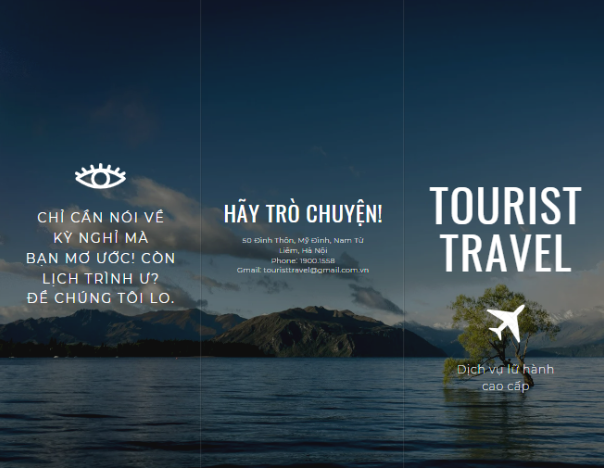 CHỈ CẦN NÓI VỀ
KỲ NGHỈ MÀ
BẠN MƠ ƯỚC! CÒN
LỊCH TRÌNH Ư?
ĐỂ CHÚNG TÔI LO.
HÃY TRÒ CHUYỆN!
50 Đình Thôn, Mỹ Đình, Nam Từ
Liêm, Hà Nội
Phone: 1900.1568
Gmail: touristtravel@gmail.com.vn
TOURIST
TRAVEL
Dịch vụ lữ hành
cao cấp